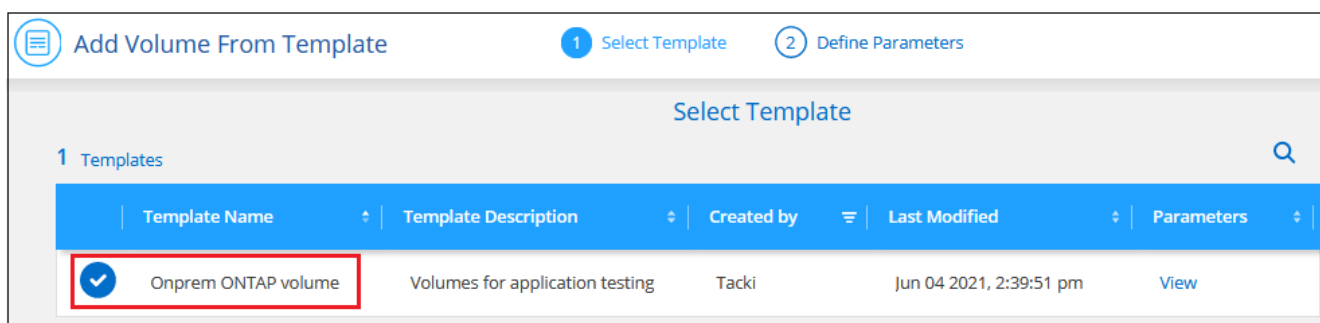 Add Volume From Template 1 Select Template 2 Define Parameters
Select Template
1 Templates
Template Name Template Description Created by Last Modified Parameters
Onprem ONTAP volume Volumes for application testing Tacki Jun 04 2021, 2:39:51 pm View